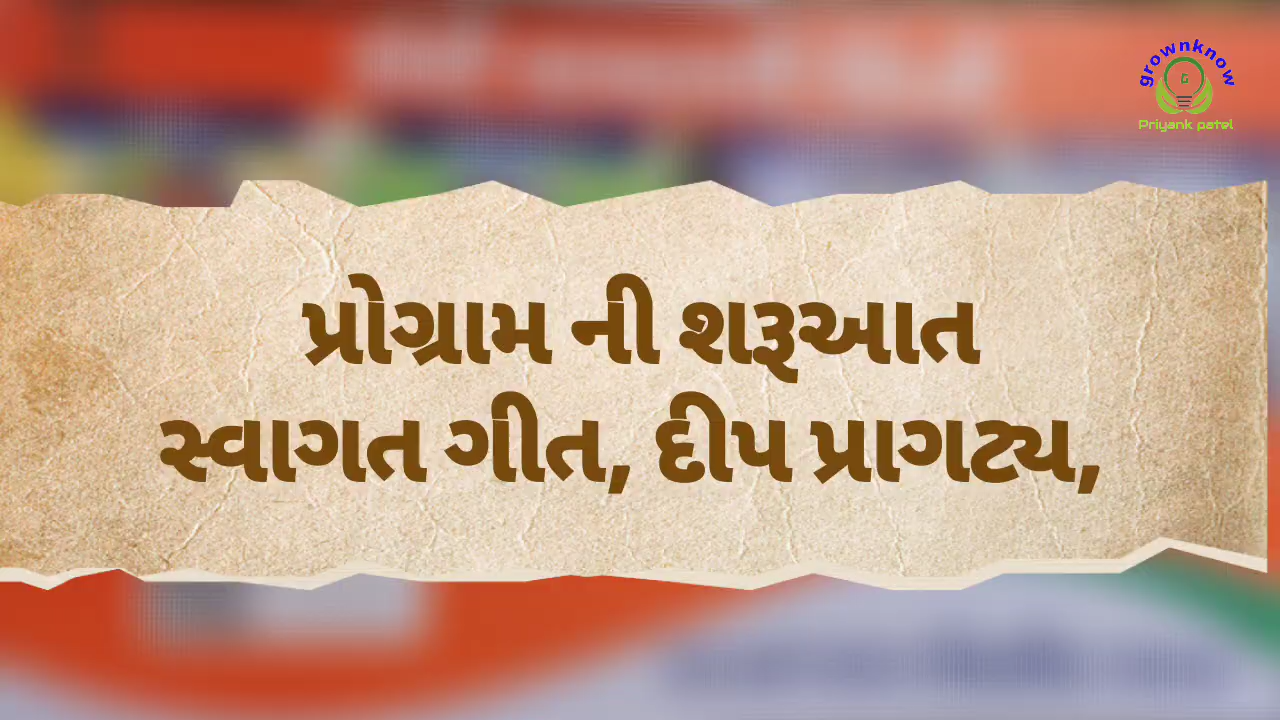 grownknow
G
Priyank patel
પ્રોગ્રામ ની શરૂઆત
સ્વાગત ગીત, દીપ પ્રાગટ્ય,